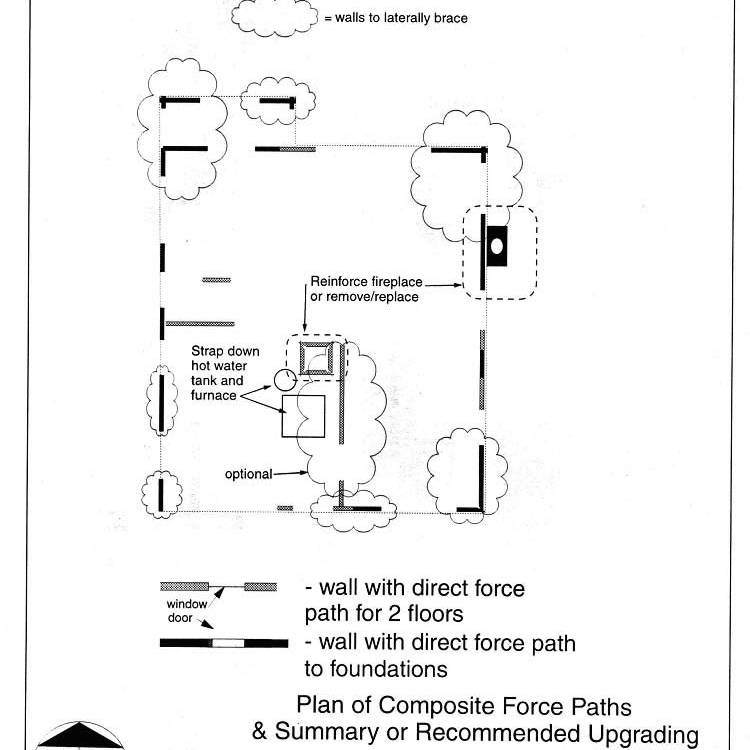 = walls to laterally brace
Reinforce fireplace
or remove/replace
Strap down
hot water
tank and
furnace
optional
- wall with direct force
path for 2 floors
window
door
- wall with direct force path
to foundations
Plan of Composite Force Paths
& Summary or Recommended Upgrading